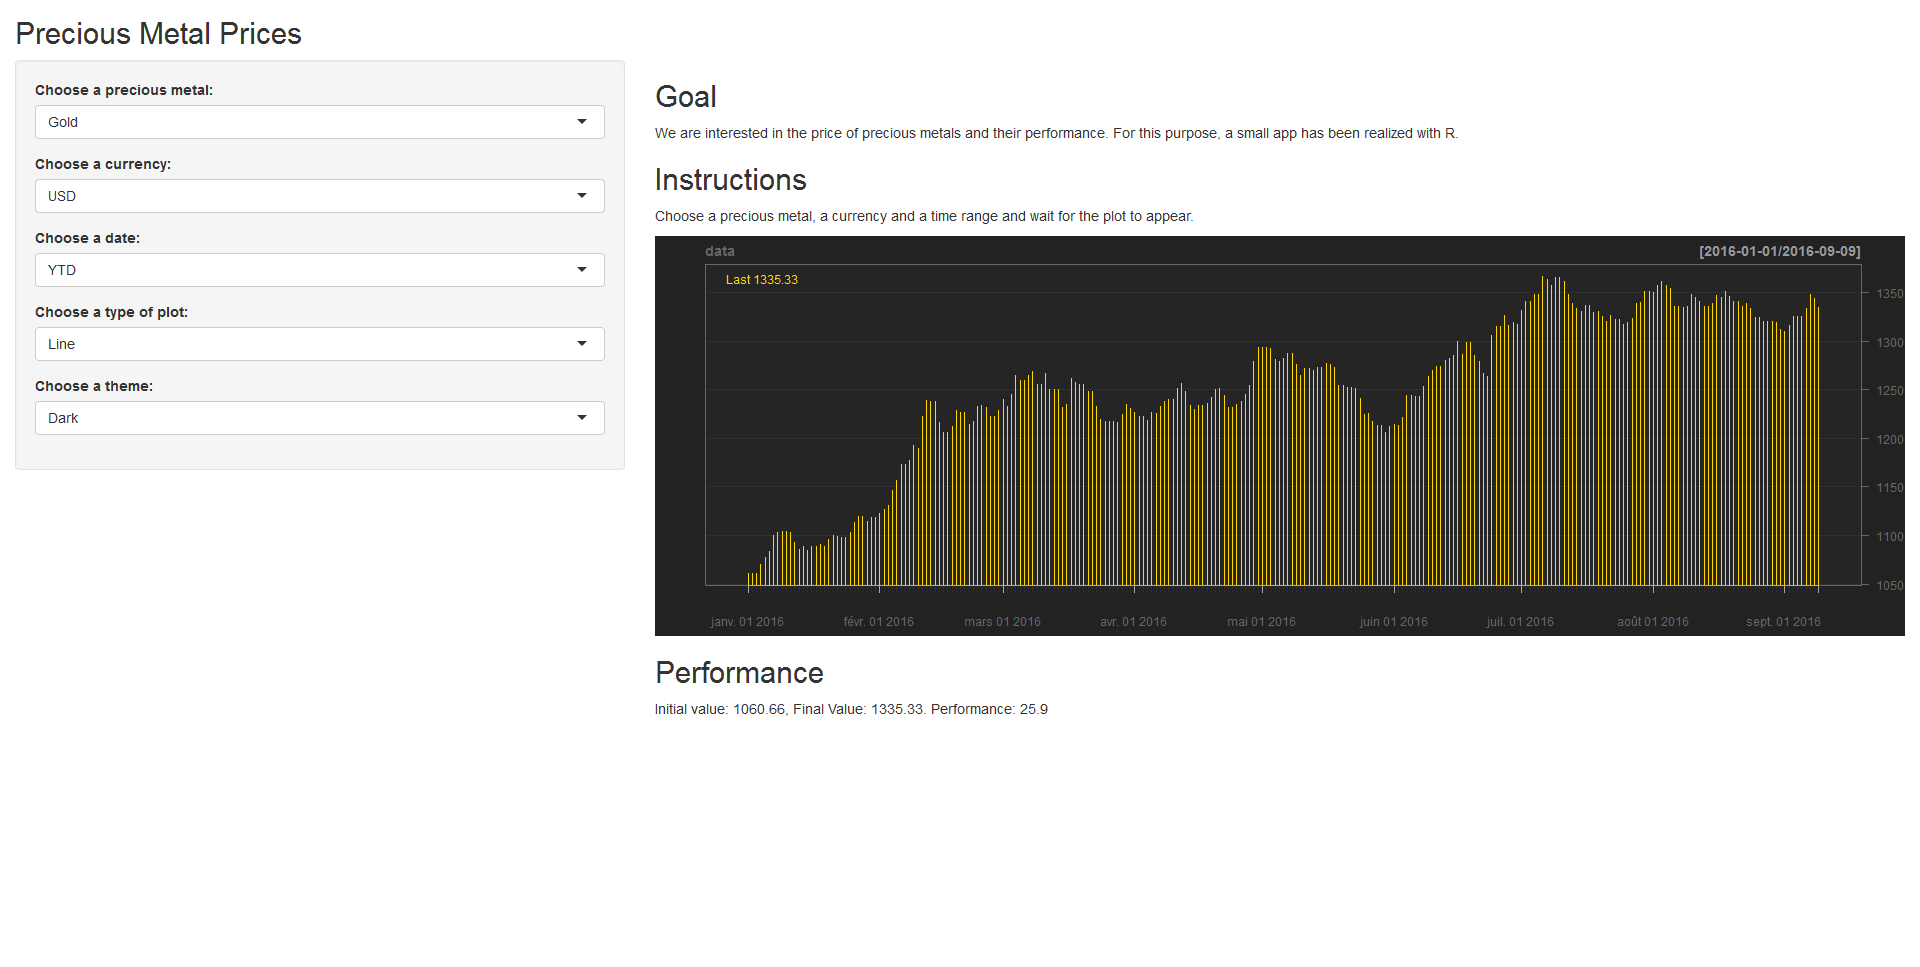 Precious Metal Prices
Choose a precious metal:
Gold
Choose a currency:
USD
Choose a date:
YTD
Choose a type of plot:
Line
Choose a theme:
Dark
Goal
We are interested in the price of precious metals and their performance. For this purpose, a small app has been realized with R.
Instructions
Choose a precious metal, a currency and a time range and wait for the plot to appear.
data [2016-01-01/2016-09-09]
Last 1335.33
1350
1300
1250
1200
1150
1100
1050
janv. 01 2016 févr. 01 2016 mars 01 2016 avr. 01 2016 mai 01 2016 juin 01 2016 juil. 01 2016 août 01 2016 sept. 01 2016
Performance
Initial value: 1060.66, Final Value: 1335.33. Performance: 25.9